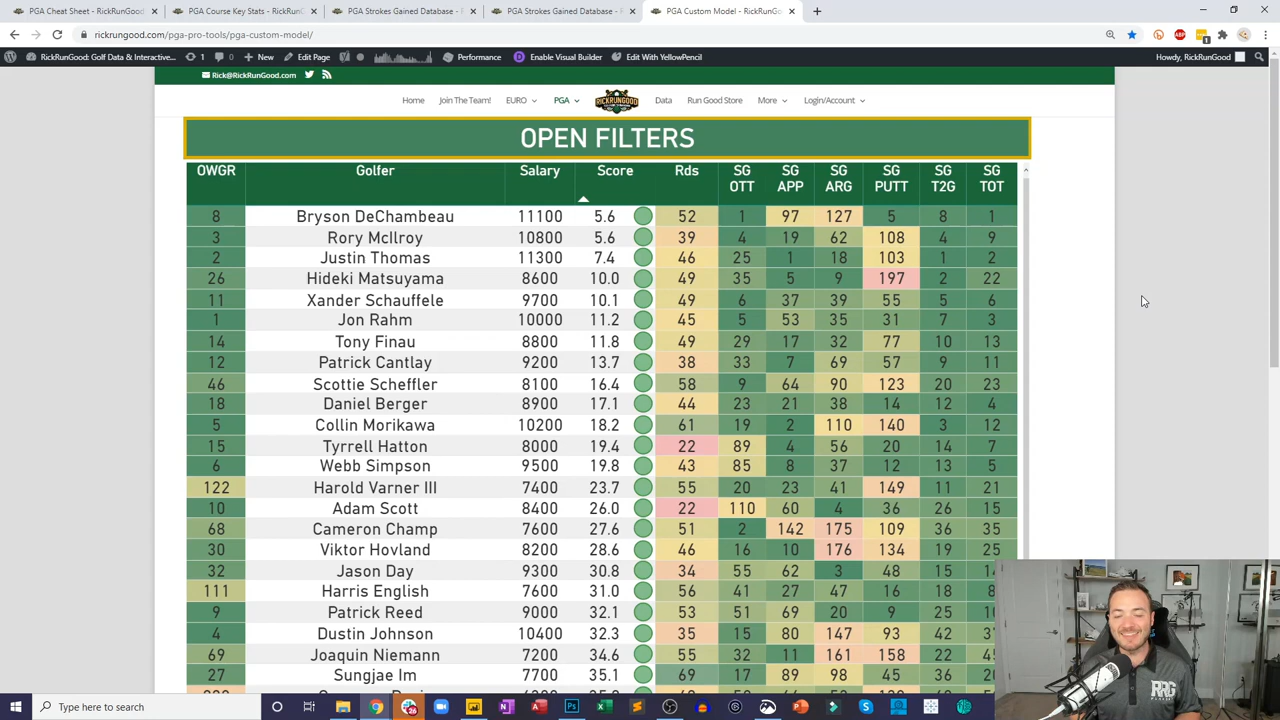 PGA Cheat Sheet - RickRunGood
PGA Course Key Stats - RickRunG
PGA Strokes Gained Database - R
PGA Strokes Gained Database - R
PGA Custom Model - RickRunGoo
rickrungood.com/pga-pro-tools/pga-custom-model/
RickRunGood: Golf Data & Interactive... 0 New Edit Page Performance Enable Visual Builder Edit With YellowPencil Howdy, RickRunGood
Rick@RickRunGood.com
Home Join The Team! EURO PGA RICKRUNGOOD Data Run Good Store More Login/Account
OPEN FILTERS
OWGR Golfer Salary Score Rds SG OTT SG APP SG ARG SG PUTT SG T2G SG TOT
8 Bryson DeChambeau 11100 5.6 52 1 97 127 5 8 1
3 Rory McIlroy 10800 5.6 39 4 19 62 108 4 9
2 Justin Thomas 11300 7.4 46 25 1 18 103 1 2
26 Hideki Matsuyama 8600 10.0 49 35 5 9 197 2 22
11 Xander Schauffele 9700 10.1 49 6 37 39 55 5 6
1 Jon Rahm 10000 11.2 45 5 53 35 31 7 3
14 Tony Finau 8800 11.8 49 29 17 32 77 10 13
12 Patrick Cantlay 9200 13.7 38 33 7 69 57 9 11
46 Scottie Scheffler 8100 16.4 58 9 64 90 123 20 23
18 Daniel Berger 8900 17.1 44 23 21 38 14 12 4
5 Collin Morikawa 10200 18.2 61 19 2 110 140 3 12
15 Tyrrell Hatton 8000 19.4 22 89 4 56 20 14 7
6 Webb Simpson 9500 19.8 43 85 8 37 12 13 5
122 Harold Varner III 7400 23.7 55 20 23 41 149 11 21
10 Adam Scott 8400 26.0 22 110 60 4 36 26 15
68 Cameron Champ 7600 27.6 51 2 142 175 109 36 35
30 Viktor Hovland 8200 28.6 46 16 10 176 134 19 25
32 Jason Day 9300 30.8 34 55 62 3 48 15
111 Harris English 7600 31.0 56 41 27 47 16 18
9 Patrick Reed 9000 32.1 53 51 69 20 9 25
4 Dustin Johnson 10400 32.3 35 15 80 147 93 42
69 Joaquin Niemann 7200 34.6 55 32 11 161 158 22
27 Sungjae Im 7700 35.1 69 17 89 98 45 36
RRG
Type here to search
26